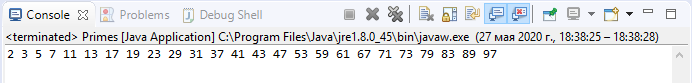 Console Problems Debug Shell
<terminated> Primes [Java Application] C:\Program Files\Java\jre1.8.0_45\bin\javaw.exe (27 мая 2020 г., 18:38:25 – 18:38:28)
2 3 5 7 11 13 17 19 23 29 31 37 41 43 47 53 59 61 67 71 73 79 83 89 97